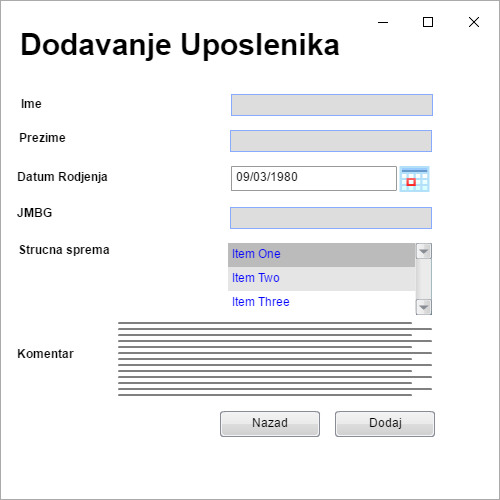 Dodavanje Uposlenika
Ime
Prezime
Datum Rodjenja
09/03/1980
JMBG
Strucna sprema
Item One
Item Two
Item Three
Komentar
Nazad
Dodaj